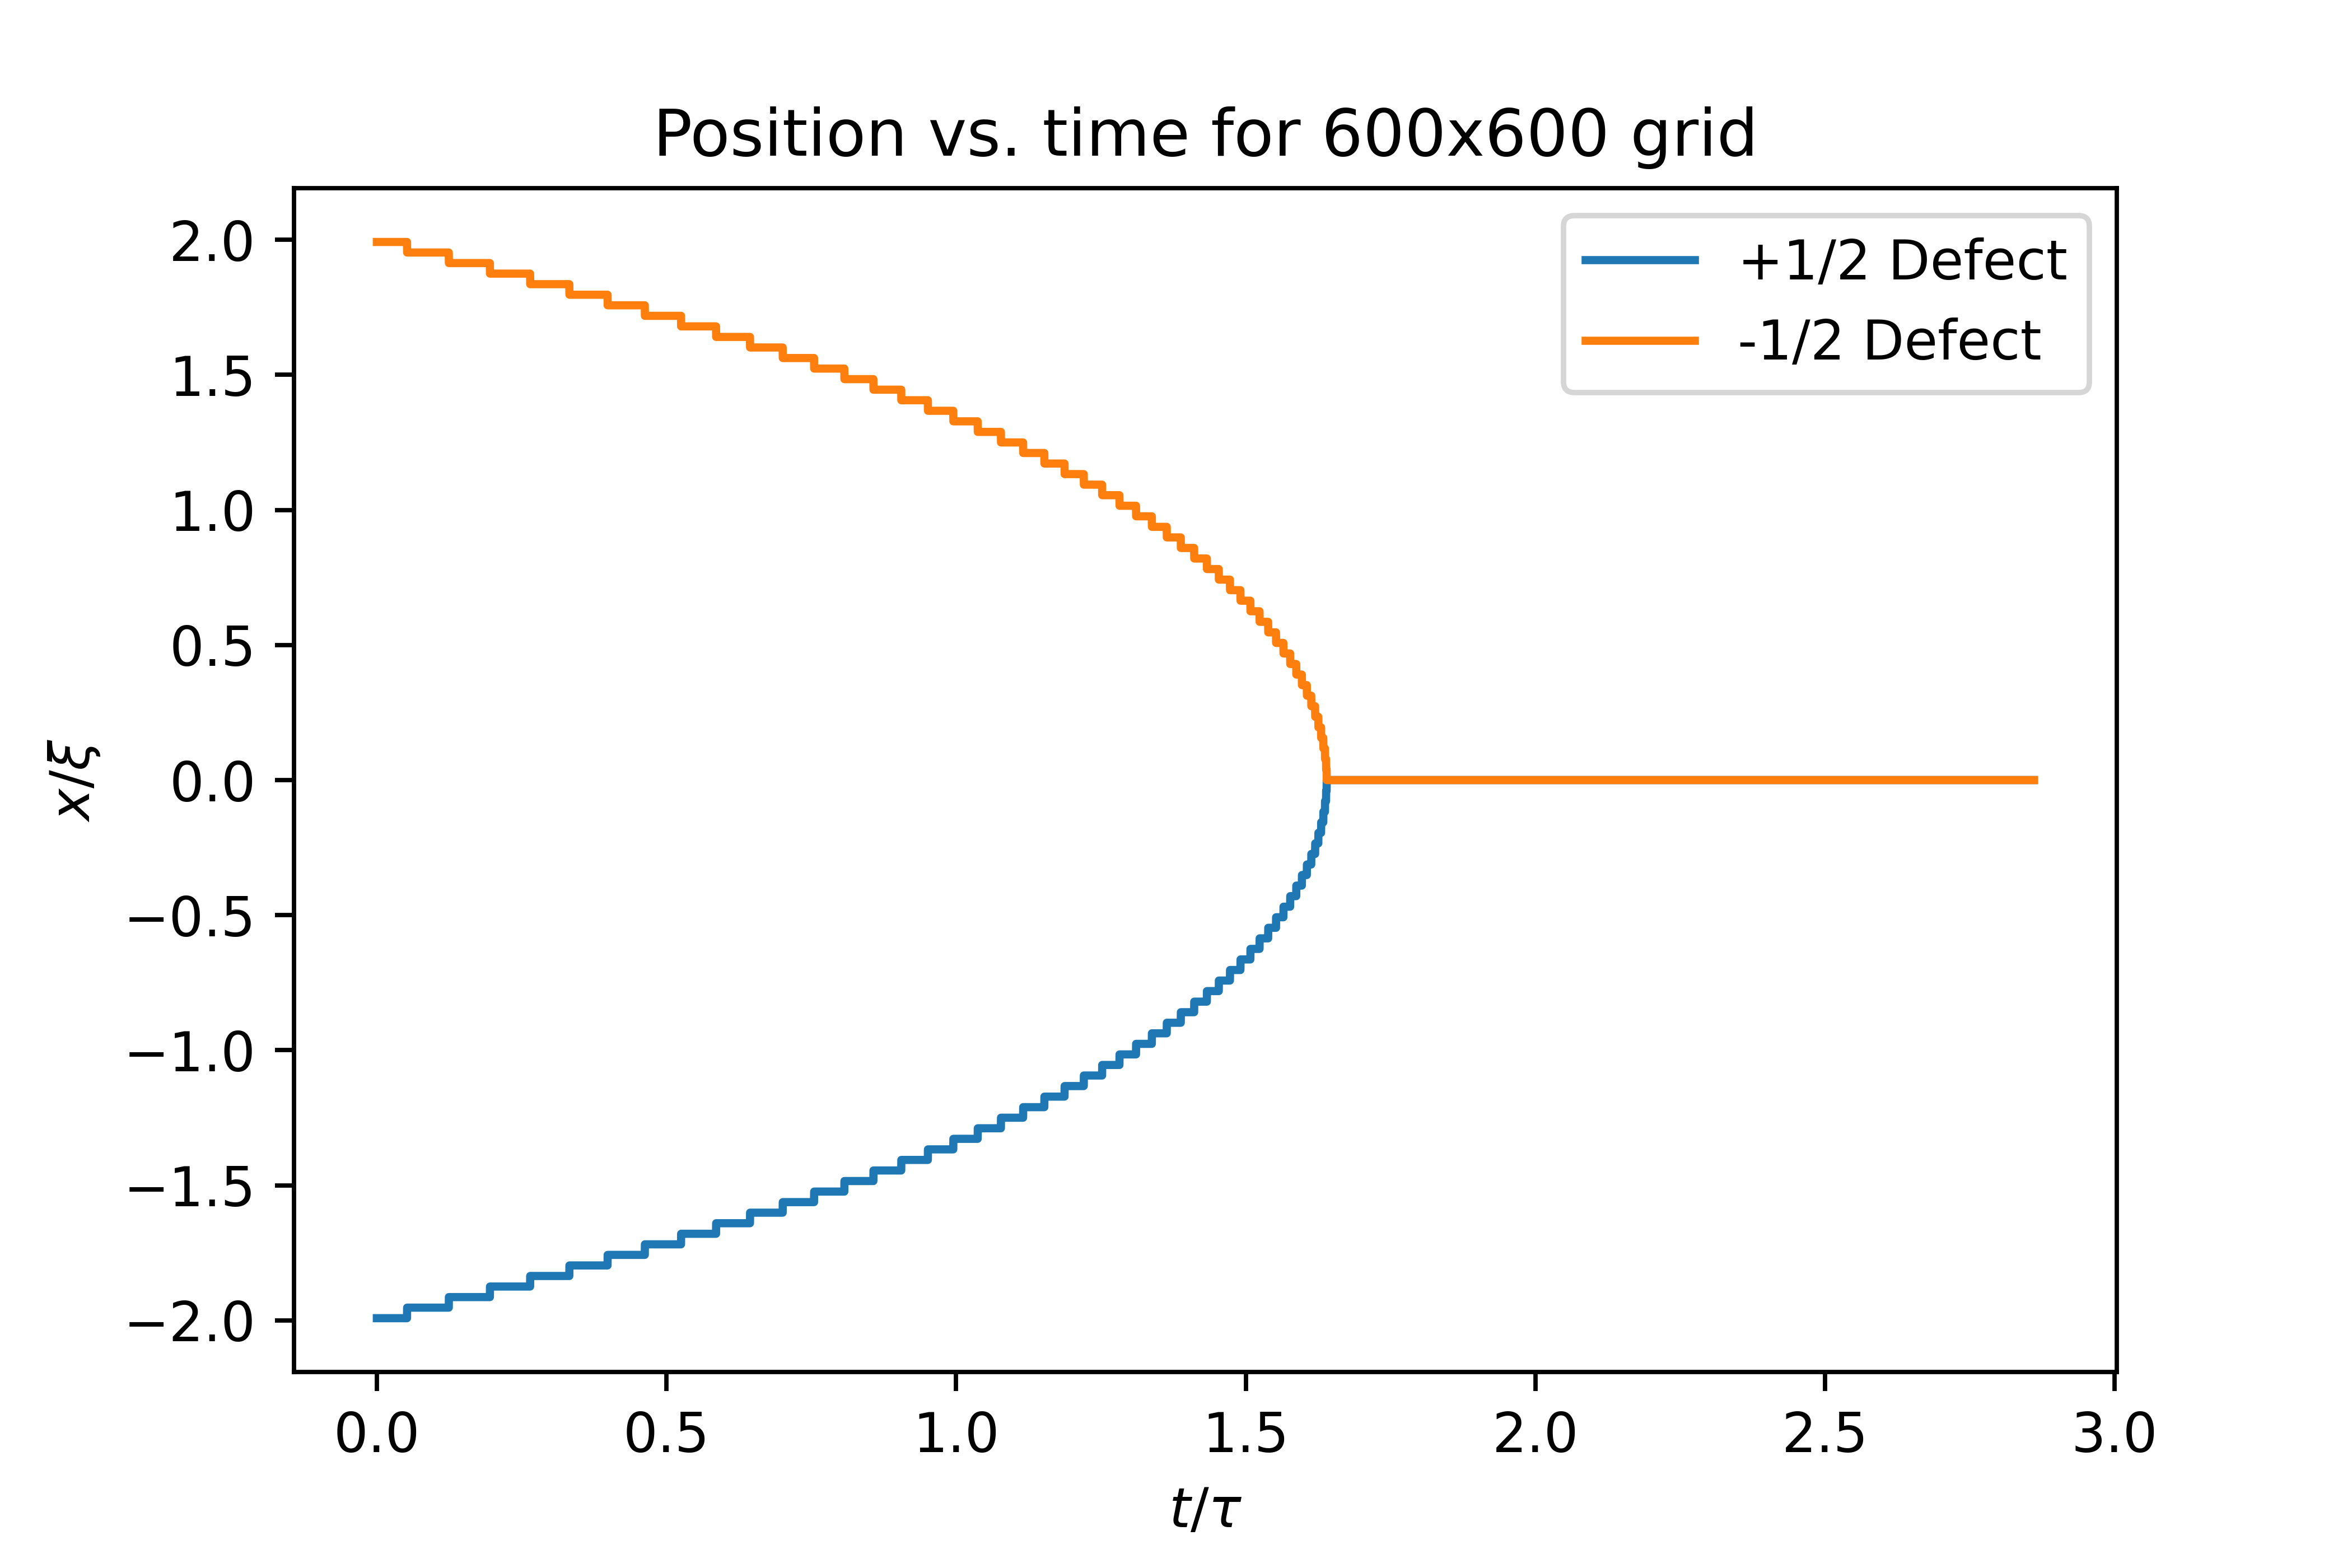 Position vs. time for 600x600 grid
+1/2 Defect
-1/2 Defect
2.0
1.5
1.0
0.5
0.0
−0.5
−1.0
−1.5
−2.0
x/ξ
0.0 0.5 1.0 1.5 2.0 2.5 3.0
t/τ